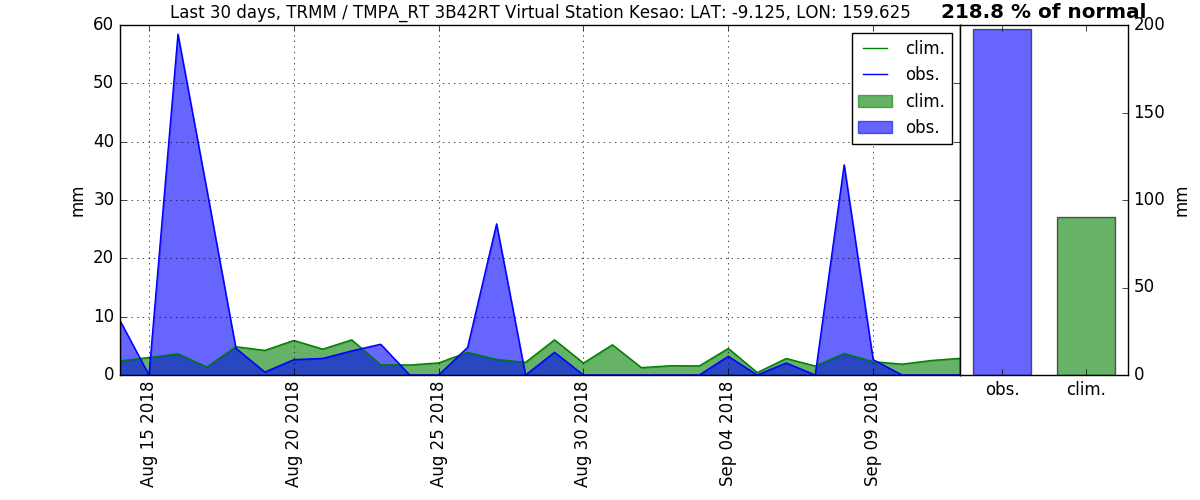 Last 30 days, TRMM / TMPA_RT 3B42RT Virtual Station Kesao: LAT: -9.125, LON: 159.625
218.8 % of normal
60
50
40
30
20
10
0
mm
clim.
obs.
clim.
obs.
200
150
100
50
0
mm
Aug 15 2018
Aug 20 2018
Aug 25 2018
Aug 30 2018
Sep 04 2018
Sep 09 2018
obs.
clim.